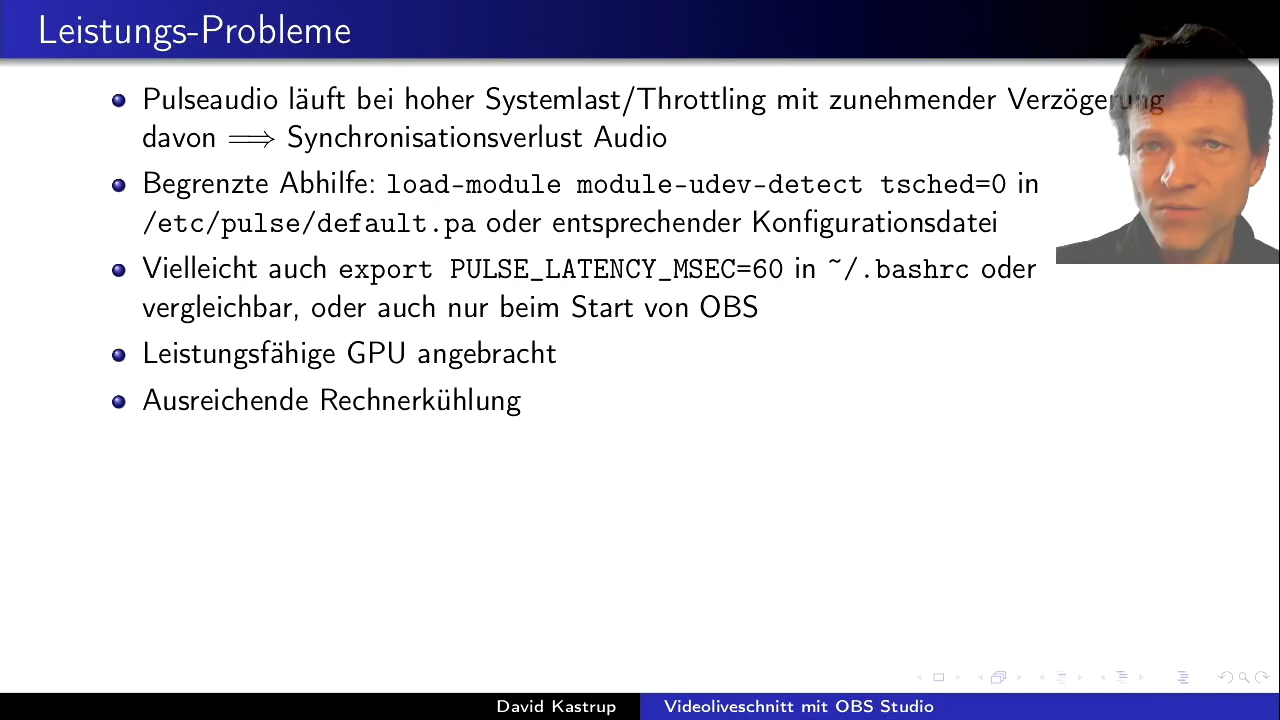 Leistungs-Probleme
Pulseaudio läuft bei hoher Systemlast/Throttling mit zunehmender Verzögerung
davon ⟹ Synchronisationsverlust Audio
Begrenzte Abhilfe: load-module module-udev-detect tsched=0 in
/etc/pulse/default.pa oder entsprechender Konfigurationsdatei
Vielleicht auch export PULSE_LATENCY_MSEC=60 in ~/.bashrc oder
vergleichbar, oder auch nur beim Start von OBS
Leistungsfähige GPU angebracht
Ausreichende Rechnerkühlung
David Kastrup
Videoliveschnitt mit OBS Studio